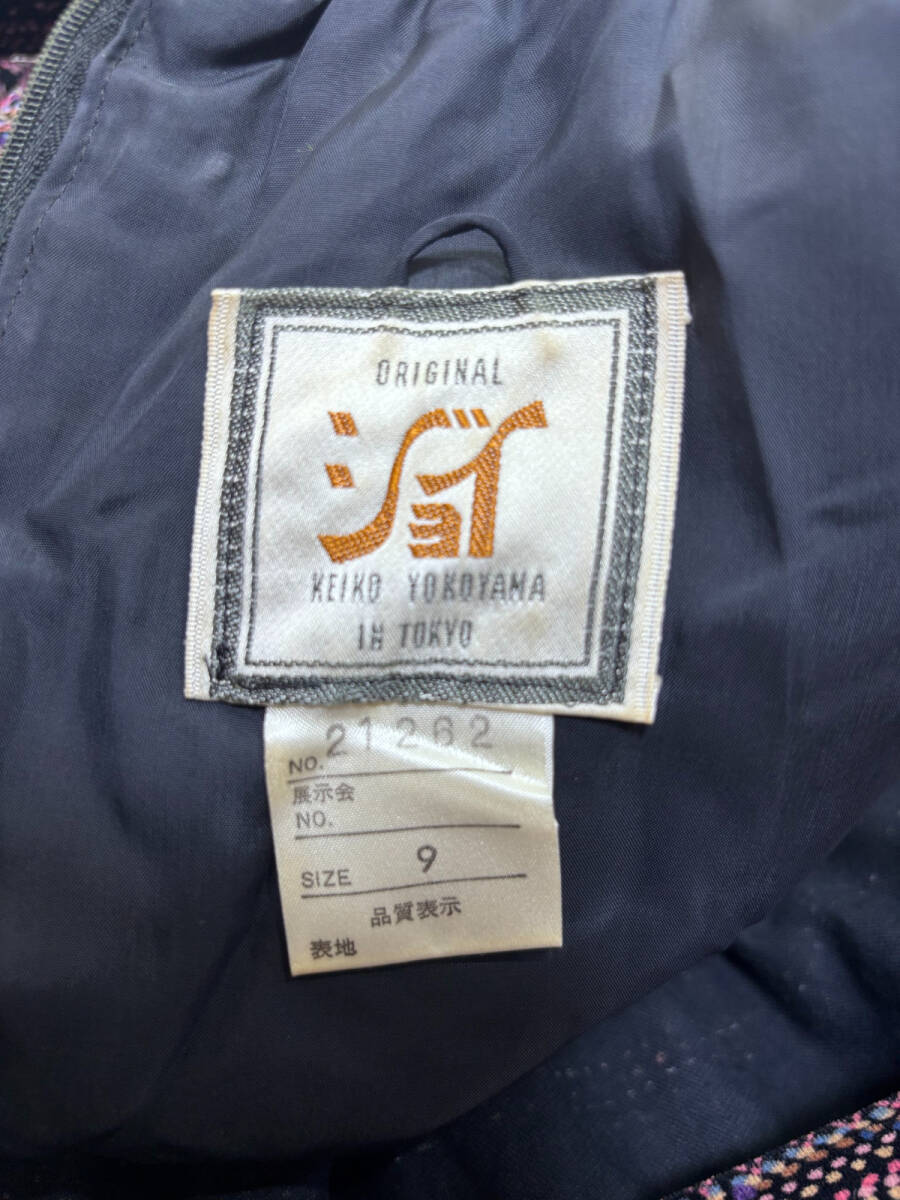 ORIGINAL
ジョイ
KEIKO YOKOYAMA
IN TOKYO
NO. 21262
展示会
NO.
SIZE 9
品質表示
表地